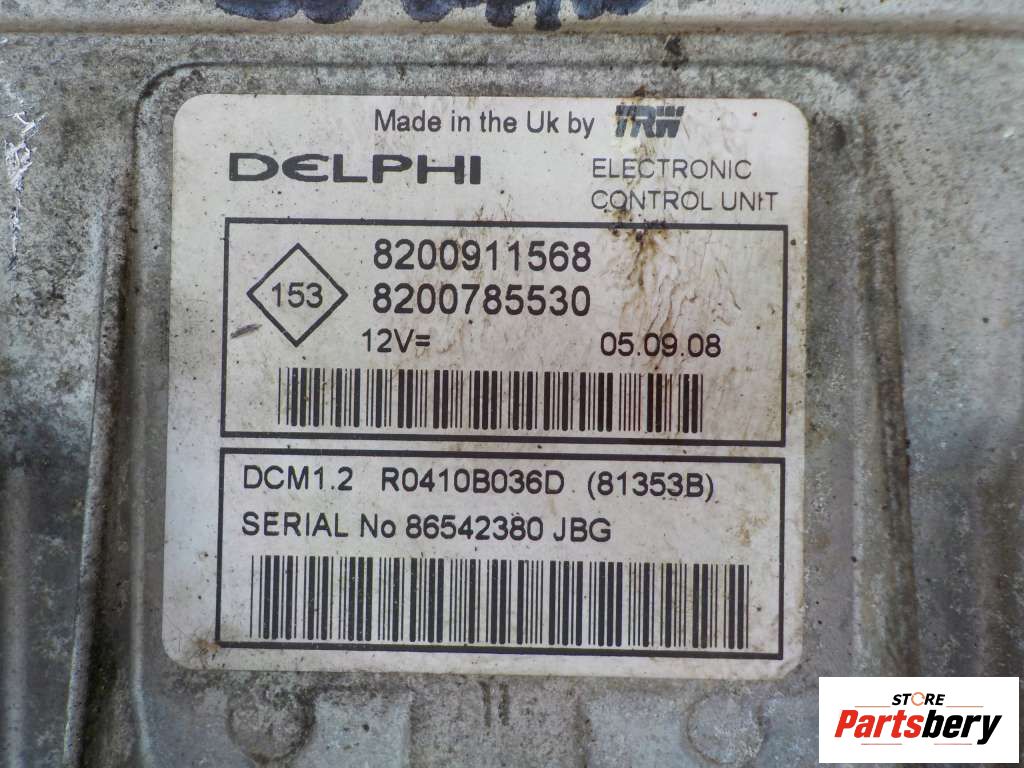 Made in the Uk by TRW
DELPHI
ELECTRONIC
CONTROL UNIT
153
8200911568
8200785530
12V= 05.09.08
DCM1.2 R0410B036D (81353B)
SERIAL No 86542380 JBG
STORE
Partsbery